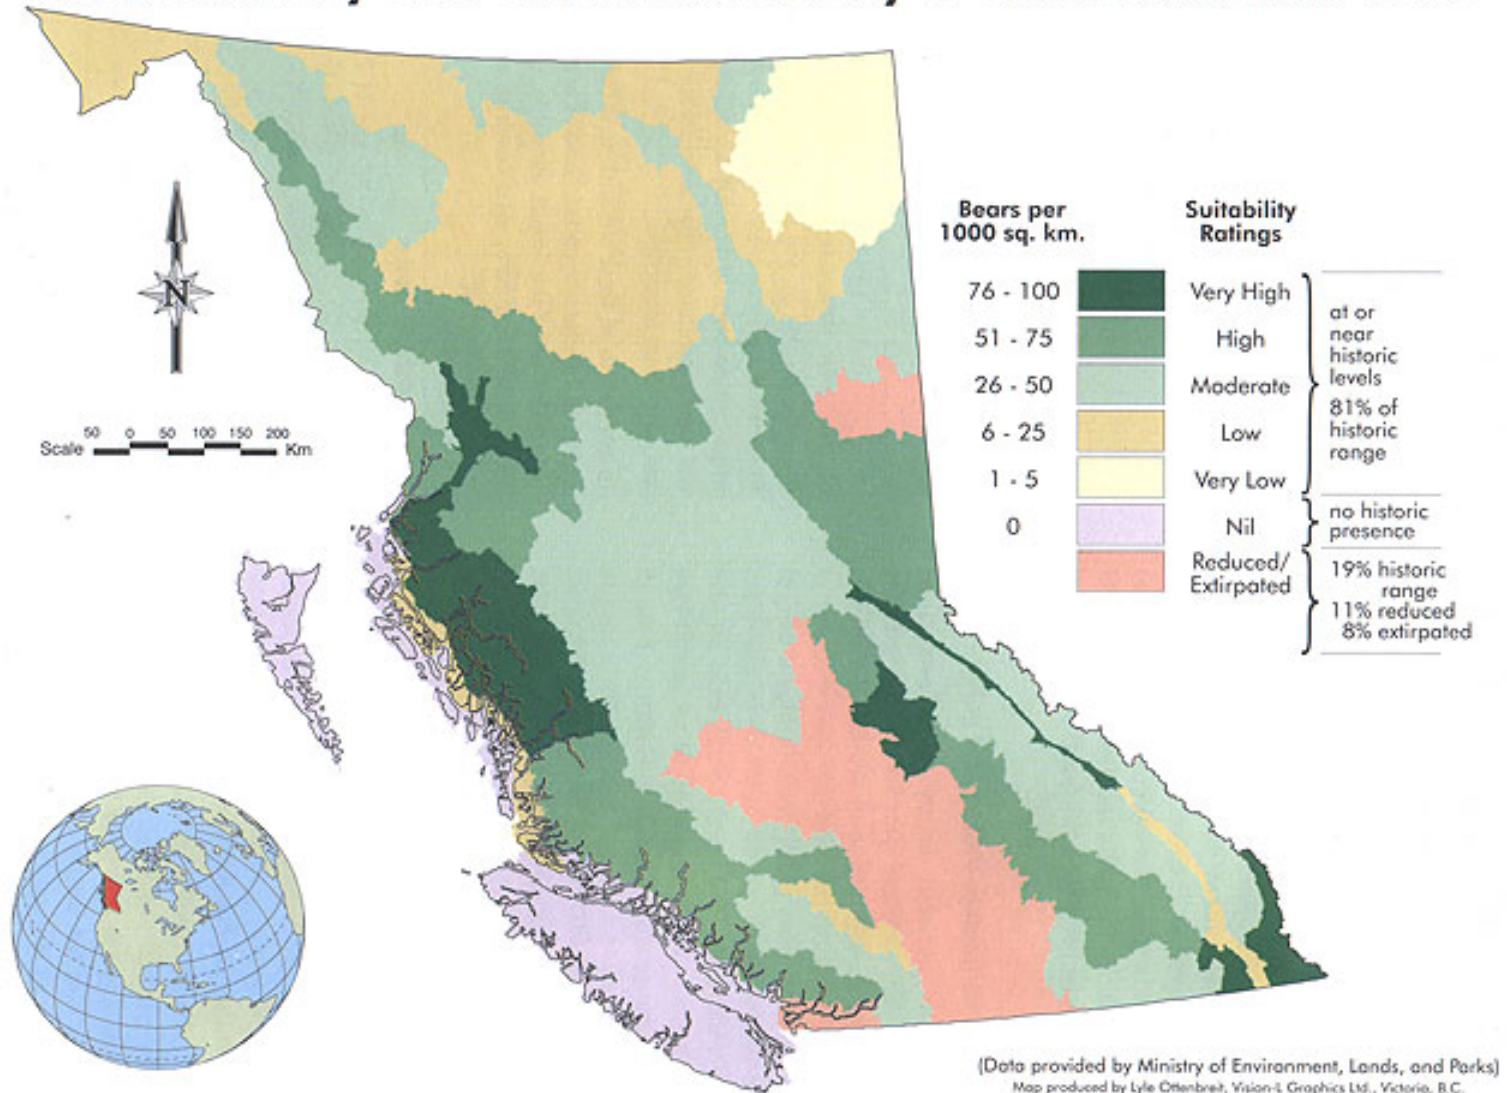 N
Scale 50 0 50 100 150 200 Km
Bears per
1000 sq. km.
Suitability
Ratings
76 - 100 Very High
51 - 75 High
26 - 50 Moderate
6 - 25 Low
1 - 5 Very Low
0 Nil
Reduced/
Extirpated
at or
near
historic
levels
81% of
historic
range
no historic
presence
19% historic
range
11% reduced
8% extirpated
(Data provided by Ministry of Environment, Lands, and Parks)
Map produced by Lyle Ottenbreit, Vision-L Graphics Ltd., Victoria, B.C.